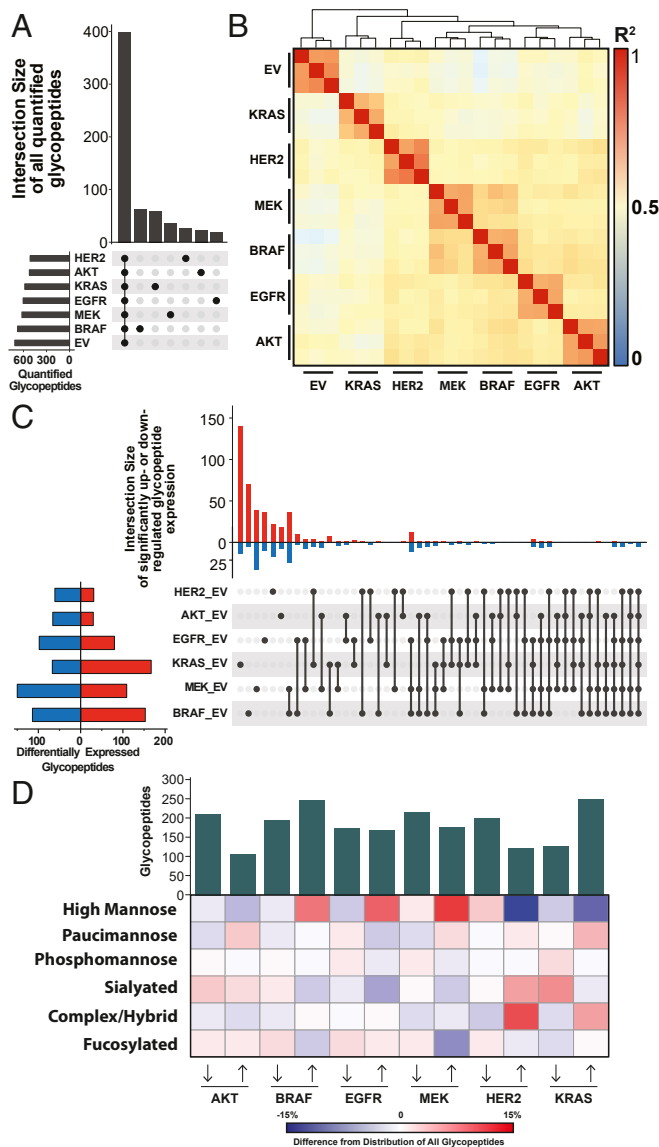 A
Intersection Size
of all quantified
glycopeptides
400
300
200
100
0
HER2
AKT
KRAS
EGFR
MEK
BRAF
EV
600 300 0
Quantified
Glycopeptides
B
R²
1
0.5
0
EV
KRAS
HER2
MEK
BRAF
EGFR
AKT
EV KRAS HER2 MEK BRAF EGFR AKT
C
Intersection Size
of significantly up- or down-
regulated glycopeptide
expression
150
100
50
0
25
HER2_EV
AKT_EV
EGFR_EV
KRAS_EV
MEK_EV
BRAF_EV
100 0 100 200
Differentially Expressed
Glycopeptides
D
Glycopeptides
300
250
200
150
100
50
0
High Mannose
Paucimannose
Phosphomannose
Sialyated
Complex/Hybrid
Fucosylated
↓ ↑ ↓ ↑ ↓ ↑ ↓ ↑ ↓ ↑ ↓ ↑
AKT BRAF EGFR MEK HER2 KRAS
-15% 0 15%
Difference from Distribution of All Glycopeptides